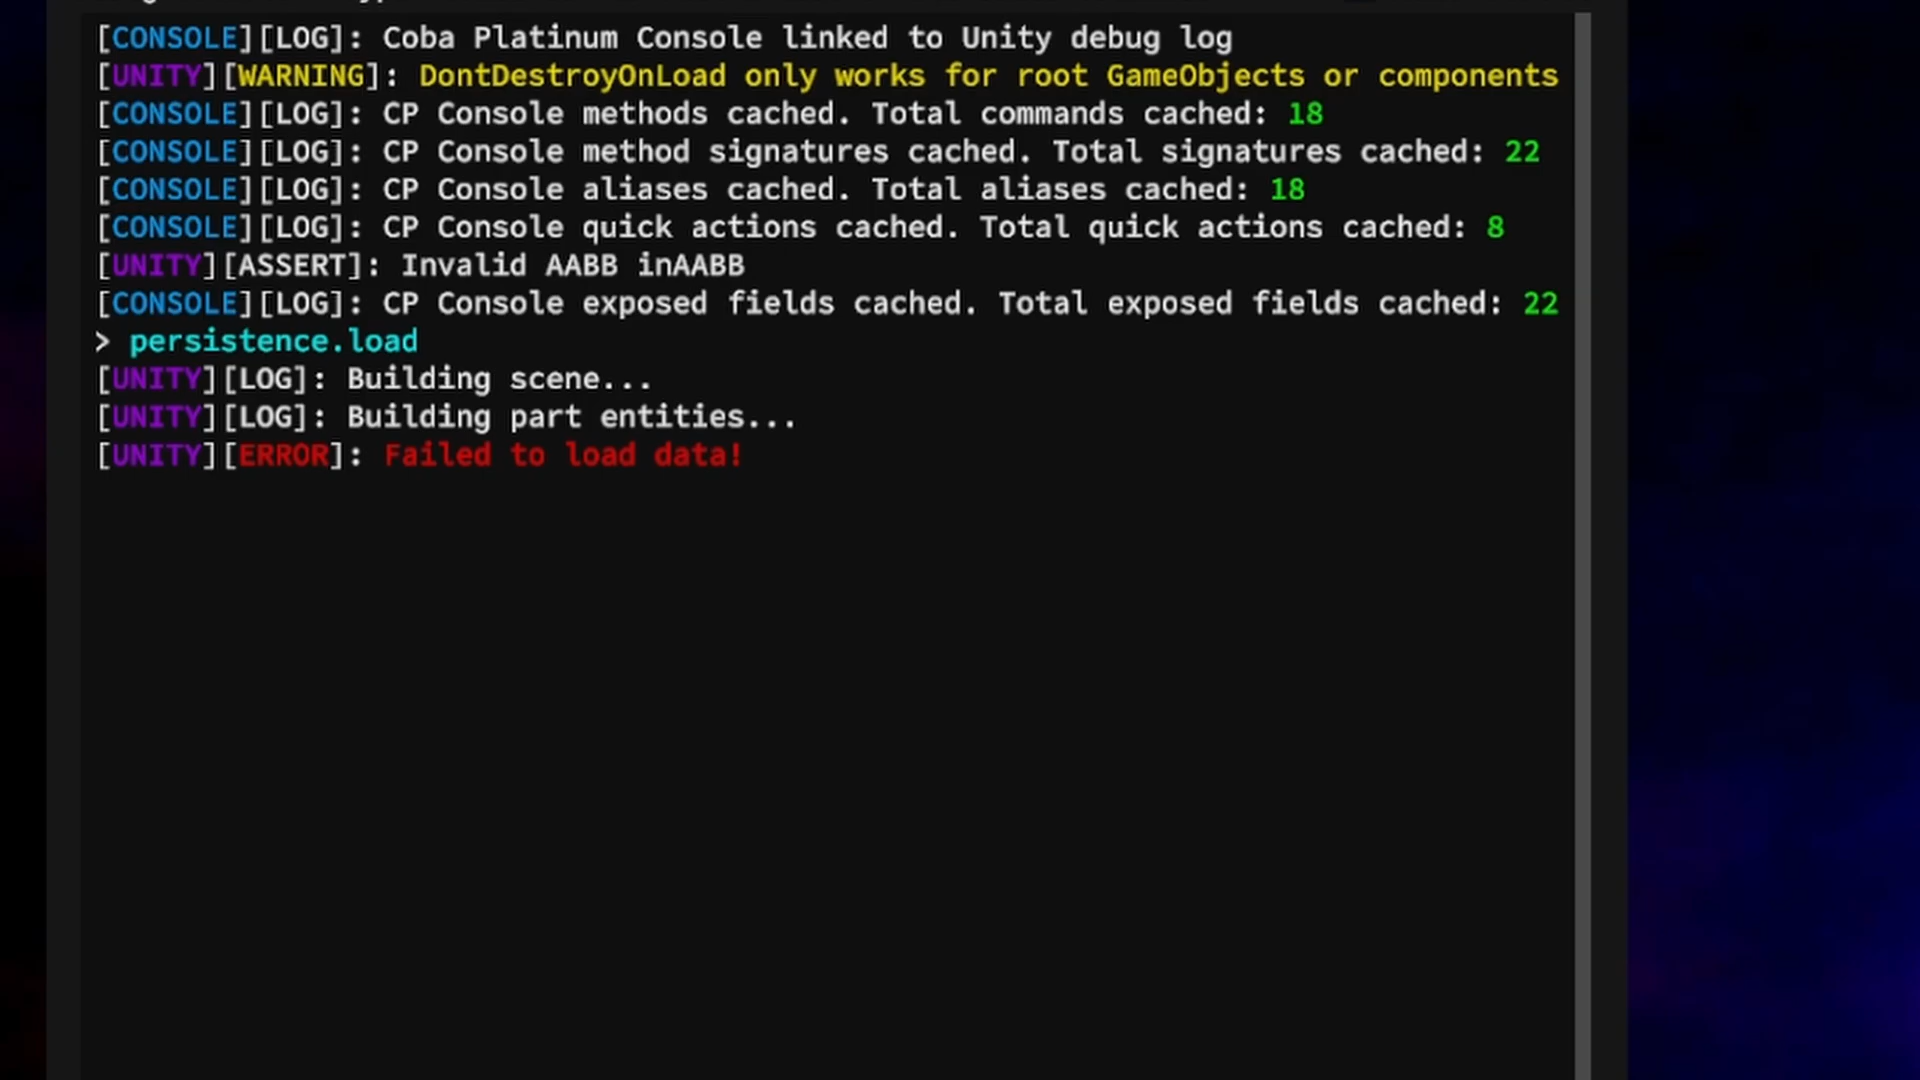 [CONSOLE][LOG]: Coba Platinum Console linked to Unity debug log
[UNITY][WARNING]: DontDestroyOnLoad only works for root GameObjects or components
[CONSOLE][LOG]: CP Console methods cached. Total commands cached: 18
[CONSOLE][LOG]: CP Console method signatures cached. Total signatures cached: 22
[CONSOLE][LOG]: CP Console aliases cached. Total aliases cached: 18
[CONSOLE][LOG]: CP Console quick actions cached. Total quick actions cached: 8
[UNITY][ASSERT]: Invalid AABB inAABB
[CONSOLE][LOG]: CP Console exposed fields cached. Total exposed fields cached: 22
> persistence.load
[UNITY][LOG]: Building scene...
[UNITY][LOG]: Building part entities...
[UNITY][ERROR]: Failed to load data!